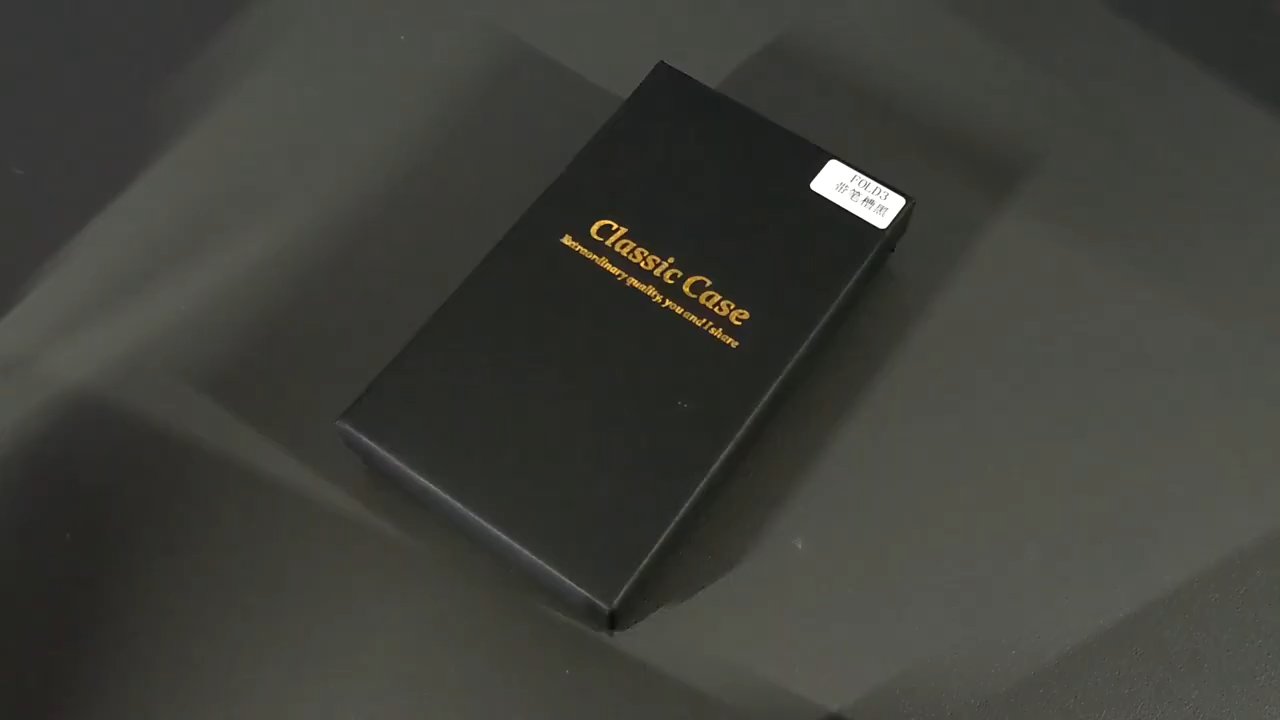 FOLD3
带笔槽黑
Classic Case
Extraordinary quality, you and I share